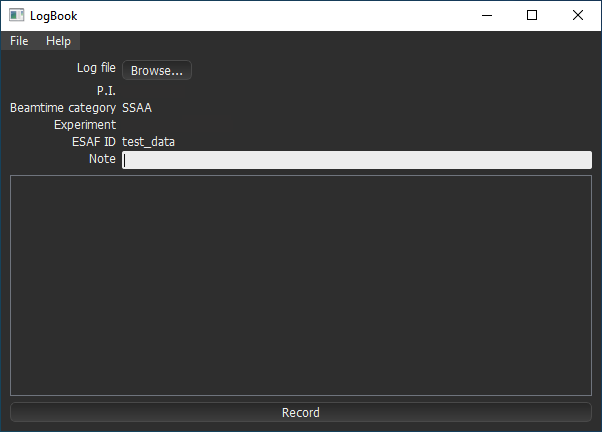 LogBook
File Help
Log file Browse...
P.I.
Beamtime category SSAA
Experiment
ESAF ID test_data
Note
Record